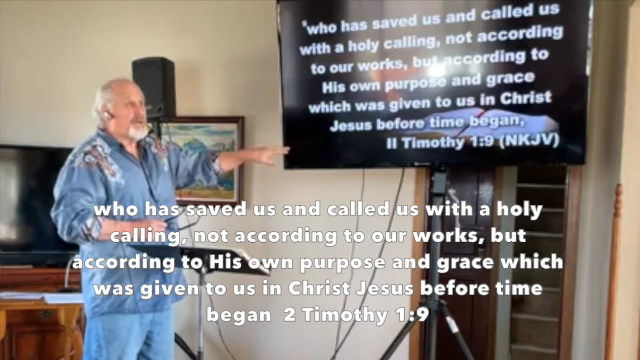 "who has saved us and called us
with a holy calling, not according
to our works, but according to
His own purpose and grace
which was given to us in Christ
Jesus before time began,
II Timothy 1:9 (NKJV)
who has saved us and called us with a holy
calling, not according to our works, but
according to His own purpose and grace which
was given to us in Christ Jesus before time
began 2 Timothy 1:9